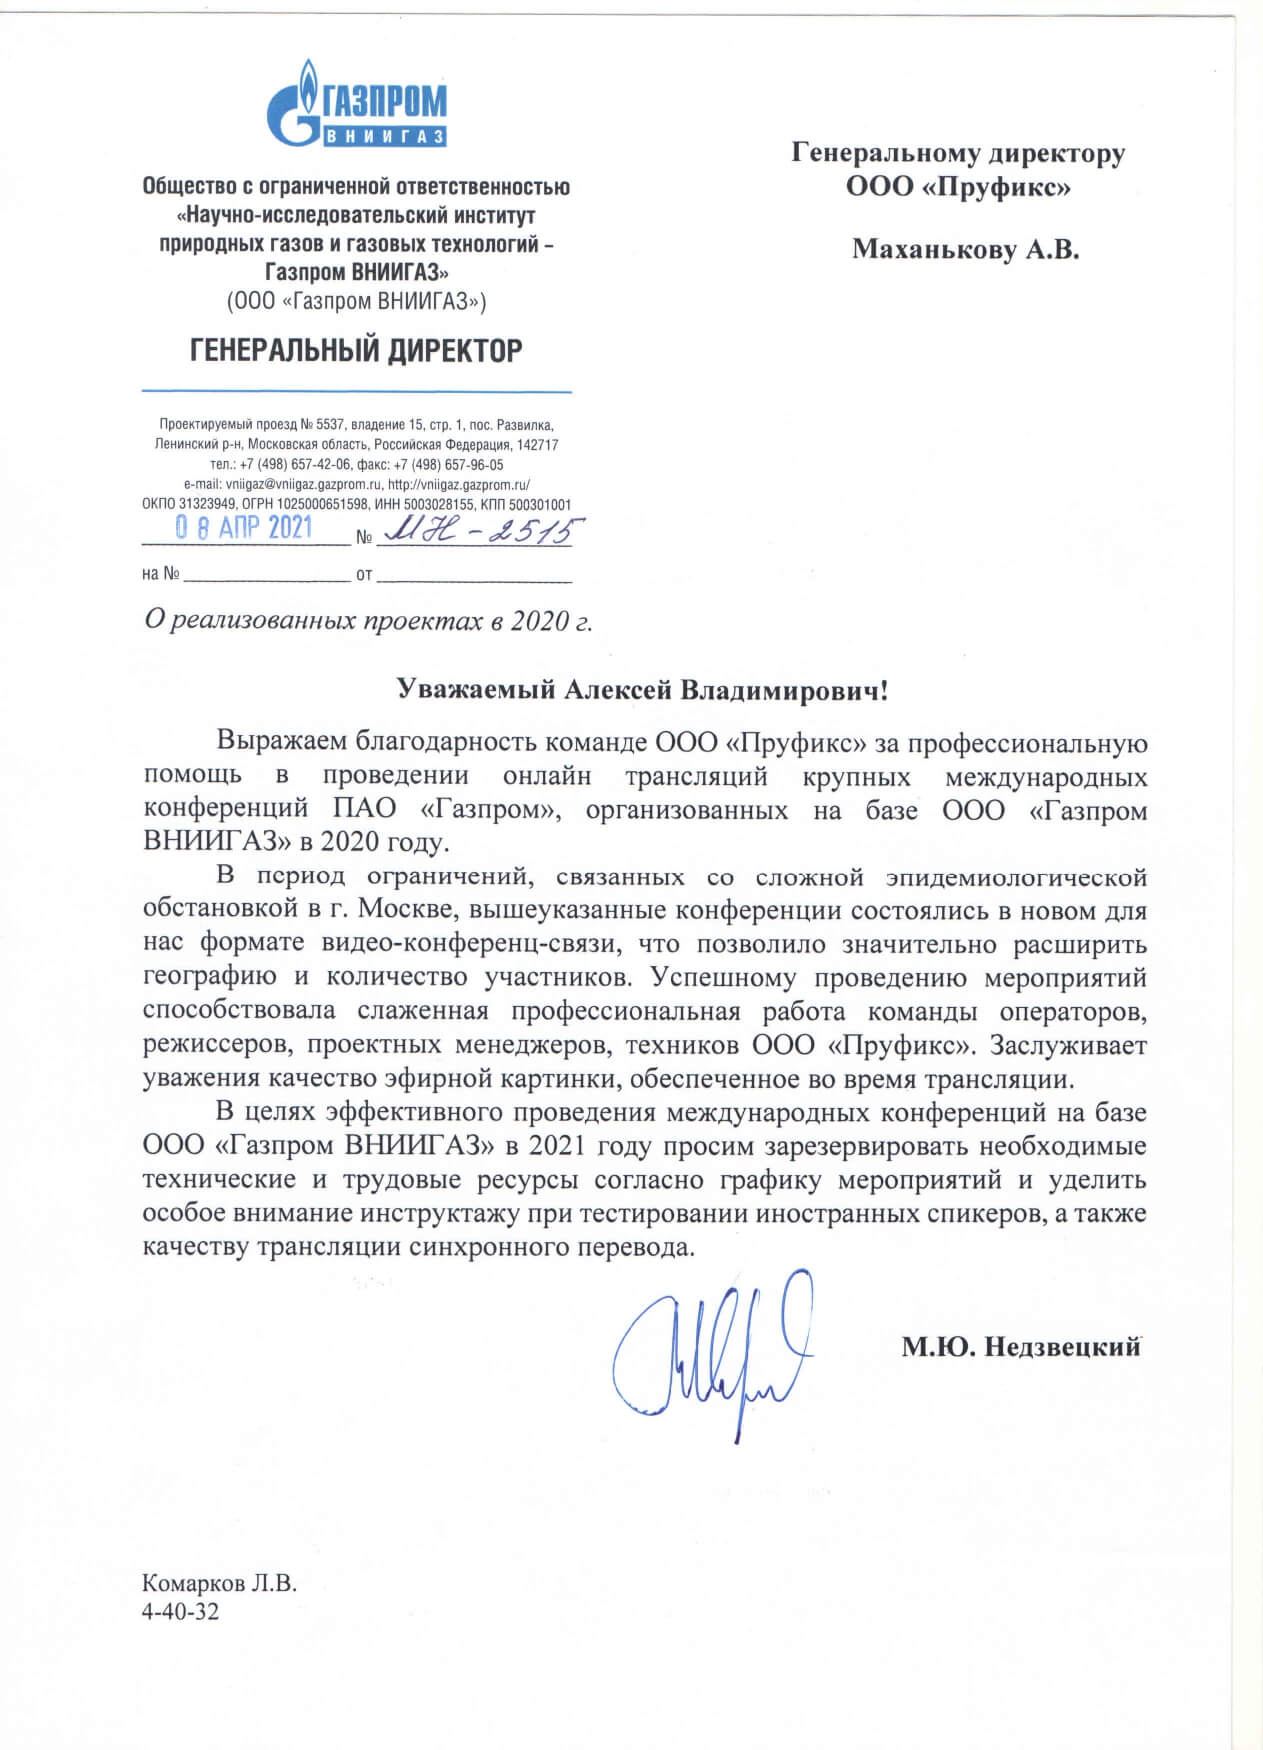 ГАЗПРОМ
ВНИИГАЗ
Общество с ограниченной ответственностью
«Научно-исследовательский институт
природных газов и газовых технологий –
Газпром ВНИИГАЗ»
(ООО «Газпром ВНИИГАЗ»)
ГЕНЕРАЛЬНЫЙ ДИРЕКТОР
Проектируемый проезд № 5537, владение 15, стр. 1, пос. Развилка,
Ленинский р-н, Московская область, Российская Федерация, 142717
тел.: +7 (498) 657-42-06, факс: +7 (498) 657-96-05
e-mail: vniigaz@vniigaz.gazprom.ru, http://vniigaz.gazprom.ru/
ОКПО 31323949, ОГРН 1025000651598, ИНН 5003028155, КПП 500301001
08 АПР 2021 № МН-2515
на № от
Генеральному директору
ООО «Пруфикс»
Маханькову А.В.
О реализованных проектах в 2020 г.
Уважаемый Алексей Владимирович!
Выражаем благодарность команде ООО «Пруфикс» за профессиональную
помощь в проведении онлайн трансляций крупных международных
конференций ПАО «Газпром», организованных на базе ООО «Газпром
ВНИИГАЗ» в 2020 году.
В период ограничений, связанных со сложной эпидемиологической
обстановкой в г. Москве, вышеуказанные конференции состоялись в новом для
нас формате видео-конференц-связи, что позволило значительно расширить
географию и количество участников. Успешному проведению мероприятий
способствовала слаженная профессиональная работа команды операторов,
режиссеров, проектных менеджеров, техников ООО «Пруфикс». Заслуживает
уважения качество эфирной картинки, обеспеченное во время трансляции.
В целях эффективного проведения международных конференций на базе
ООО «Газпром ВНИИГАЗ» в 2021 году просим зарезервировать необходимые
технические и трудовые ресурсы согласно графику мероприятий и уделить
особое внимание инструктажу при тестировании иностранных спикеров, а также
качеству трансляции синхронного перевода.
М.Ю. Недзвецкий
Комарков Л.В.
4-40-32